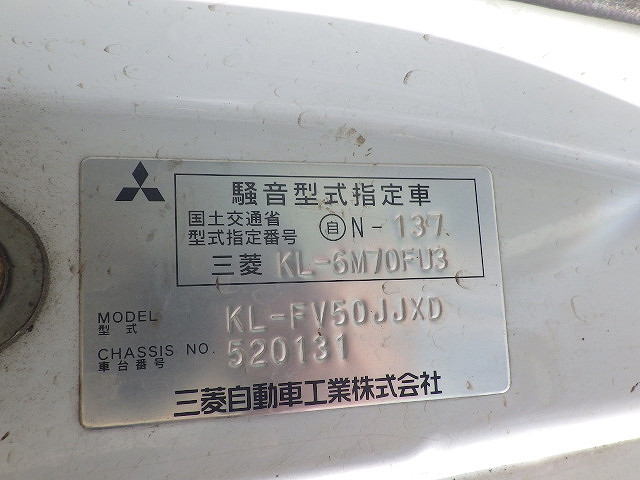 騒音型式指定車
国土交通省
型式指定番号 自N-137
三菱 KL-6M70FU3
MODEL
型式 KL-FV50JJXD
CHASSIS NO.
車台番号 520131
三菱自動車工業株式会社